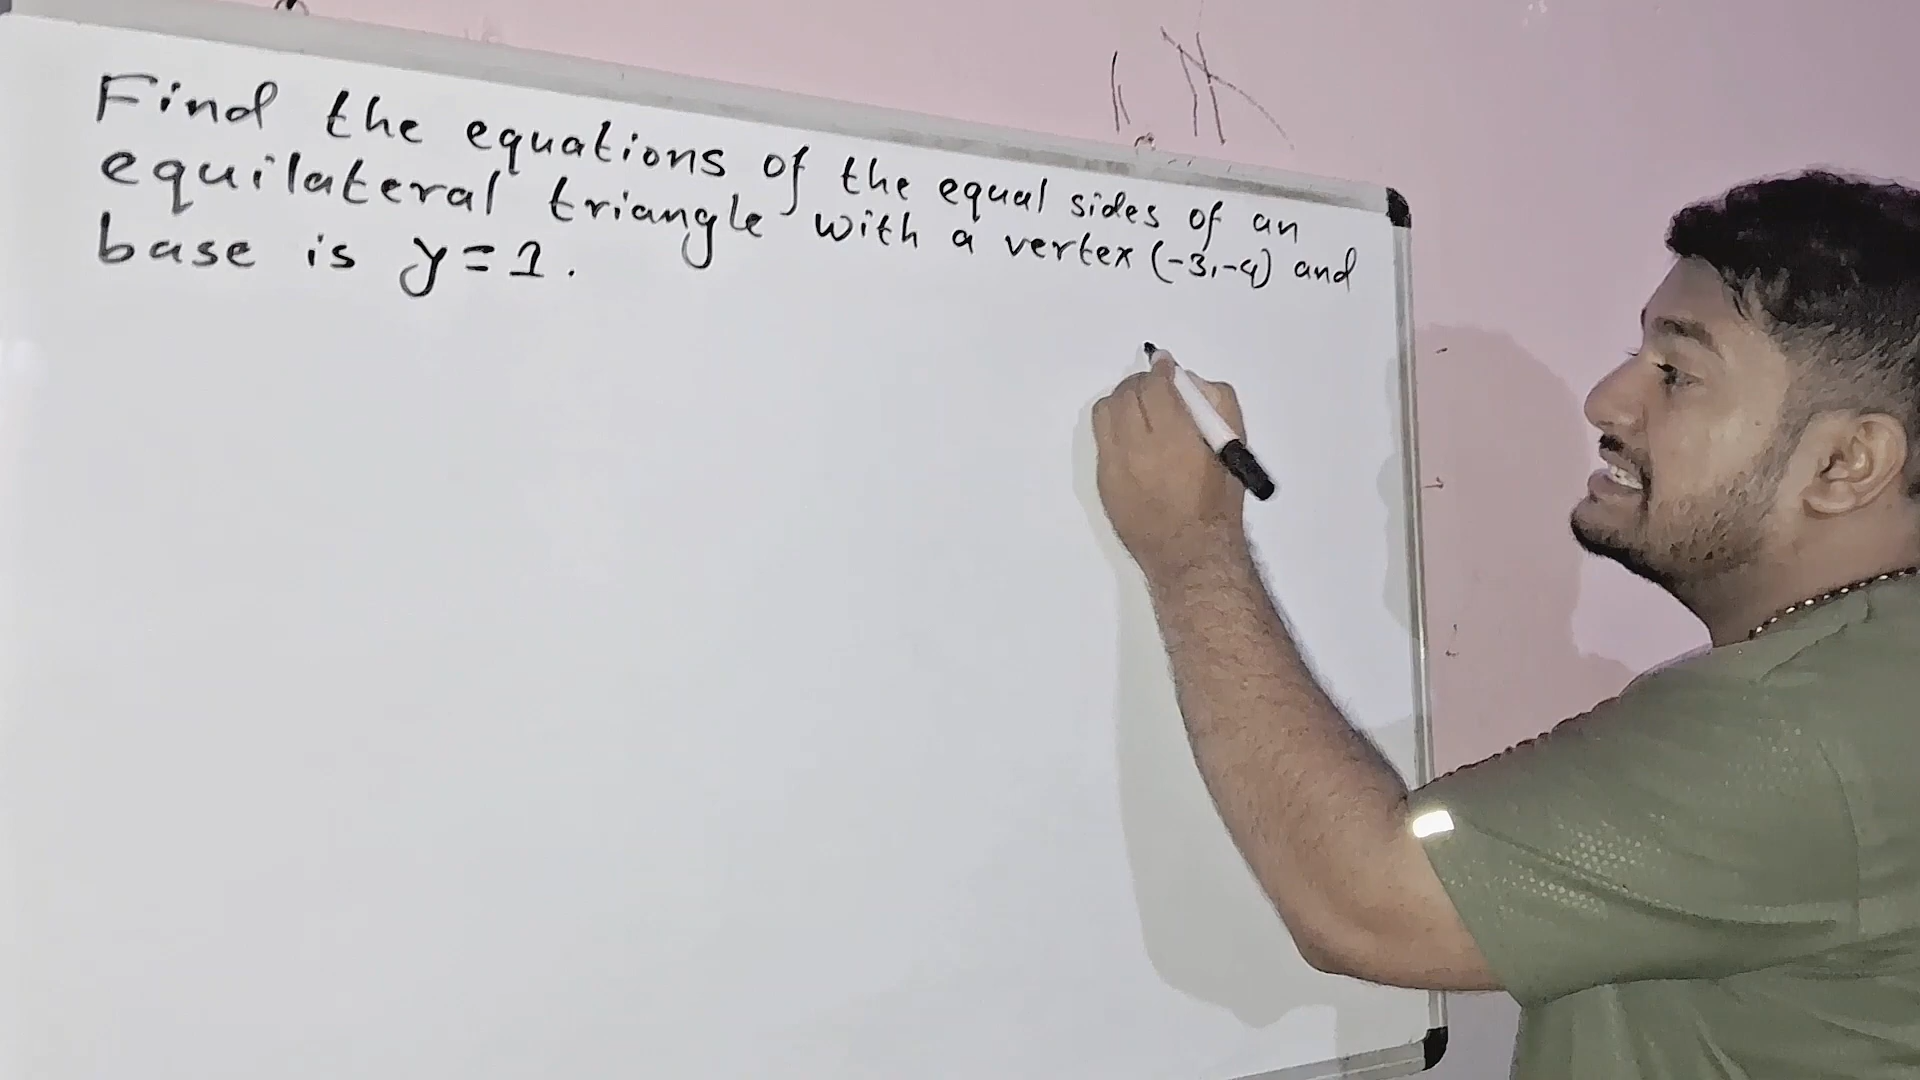 Find the equations of the equal sides of an
equilateral triangle with a vertex (-3,-4) and
base is y=1.